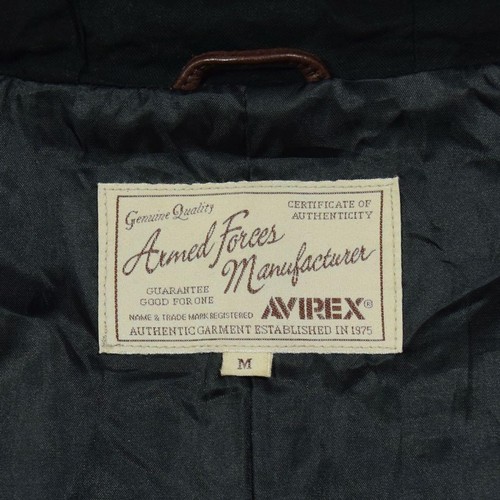 Genuine Quality
CERTIFICATE OF
AUTHENTICITY
Armed Forces
Manufacturer
GUARANTEE
GOOD FOR ONE
NAME & TRADE MARK REGISTERED
AVIREX®
AUTHENTIC GARMENT ESTABLISHED IN 1975
M